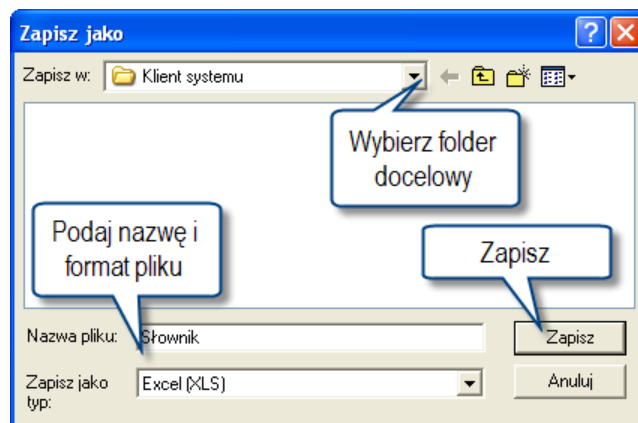 Zapisz jako
Zapisz w: Klient systemu
Wybierz folder
docelowy
Podaj nazwę i
format pliku
Zapisz
Nazwa pliku: Słownik Zapisz
Zapisz jako
typ: Excel (XLS) Anuluj